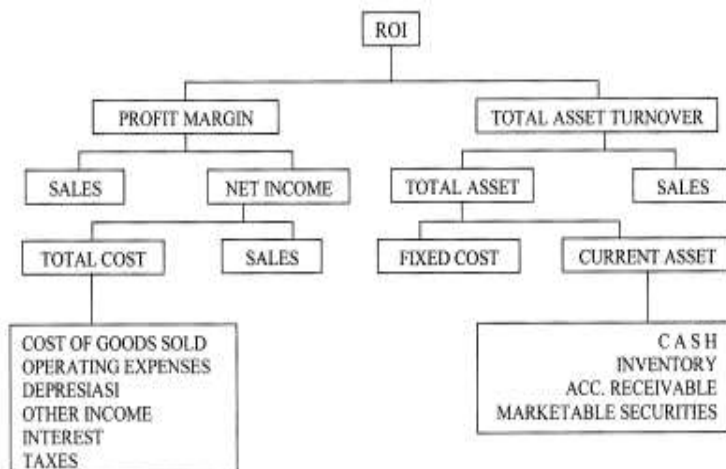 ROI
PROFIT MARGIN
TOTAL ASSET TURNOVER
SALES
NET INCOME
TOTAL ASSET
SALES
TOTAL COST
SALES
FIXED COST
CURRENT ASSET
COST OF GOODS SOLD
OPERATING EXPENSES
DEPRESIASI
OTHER INCOME
INTEREST
TAXES
C A S H
INVENTORY
ACC. RECEIVABLE
MARKETABLE SECURITIES